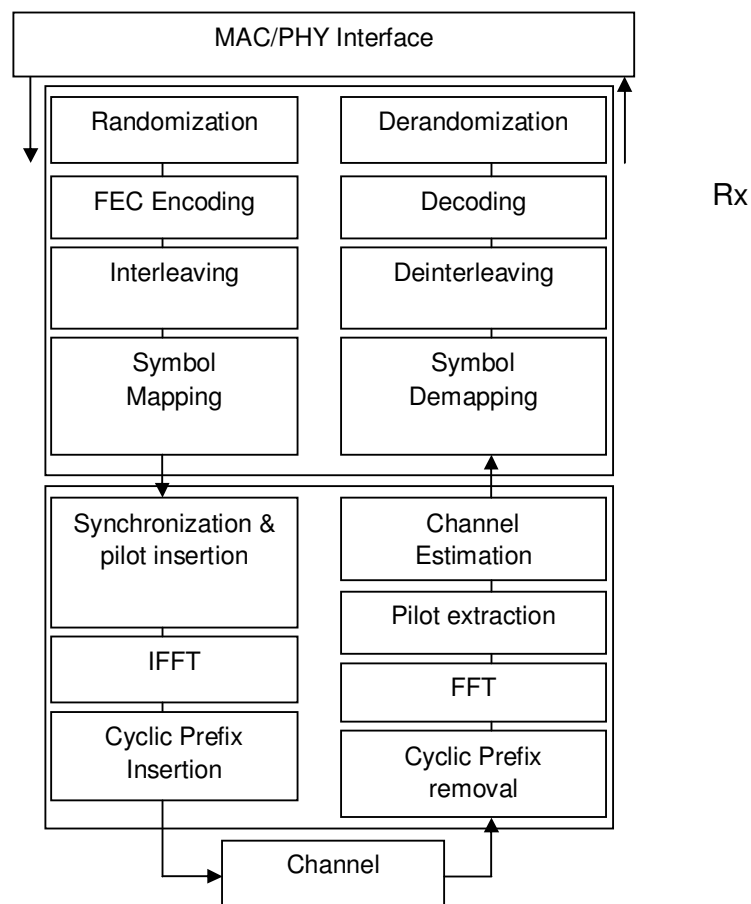 MAC/PHY Interface
Randomization
FEC Encoding
Interleaving
Symbol
Mapping
Synchronization &
pilot insertion
IFFT
Cyclic Prefix
Insertion
Derandomization
Decoding
Deinterleaving
Symbol
Demapping
Channel
Estimation
Pilot extraction
FFT
Cyclic Prefix
removal
Channel
Rx